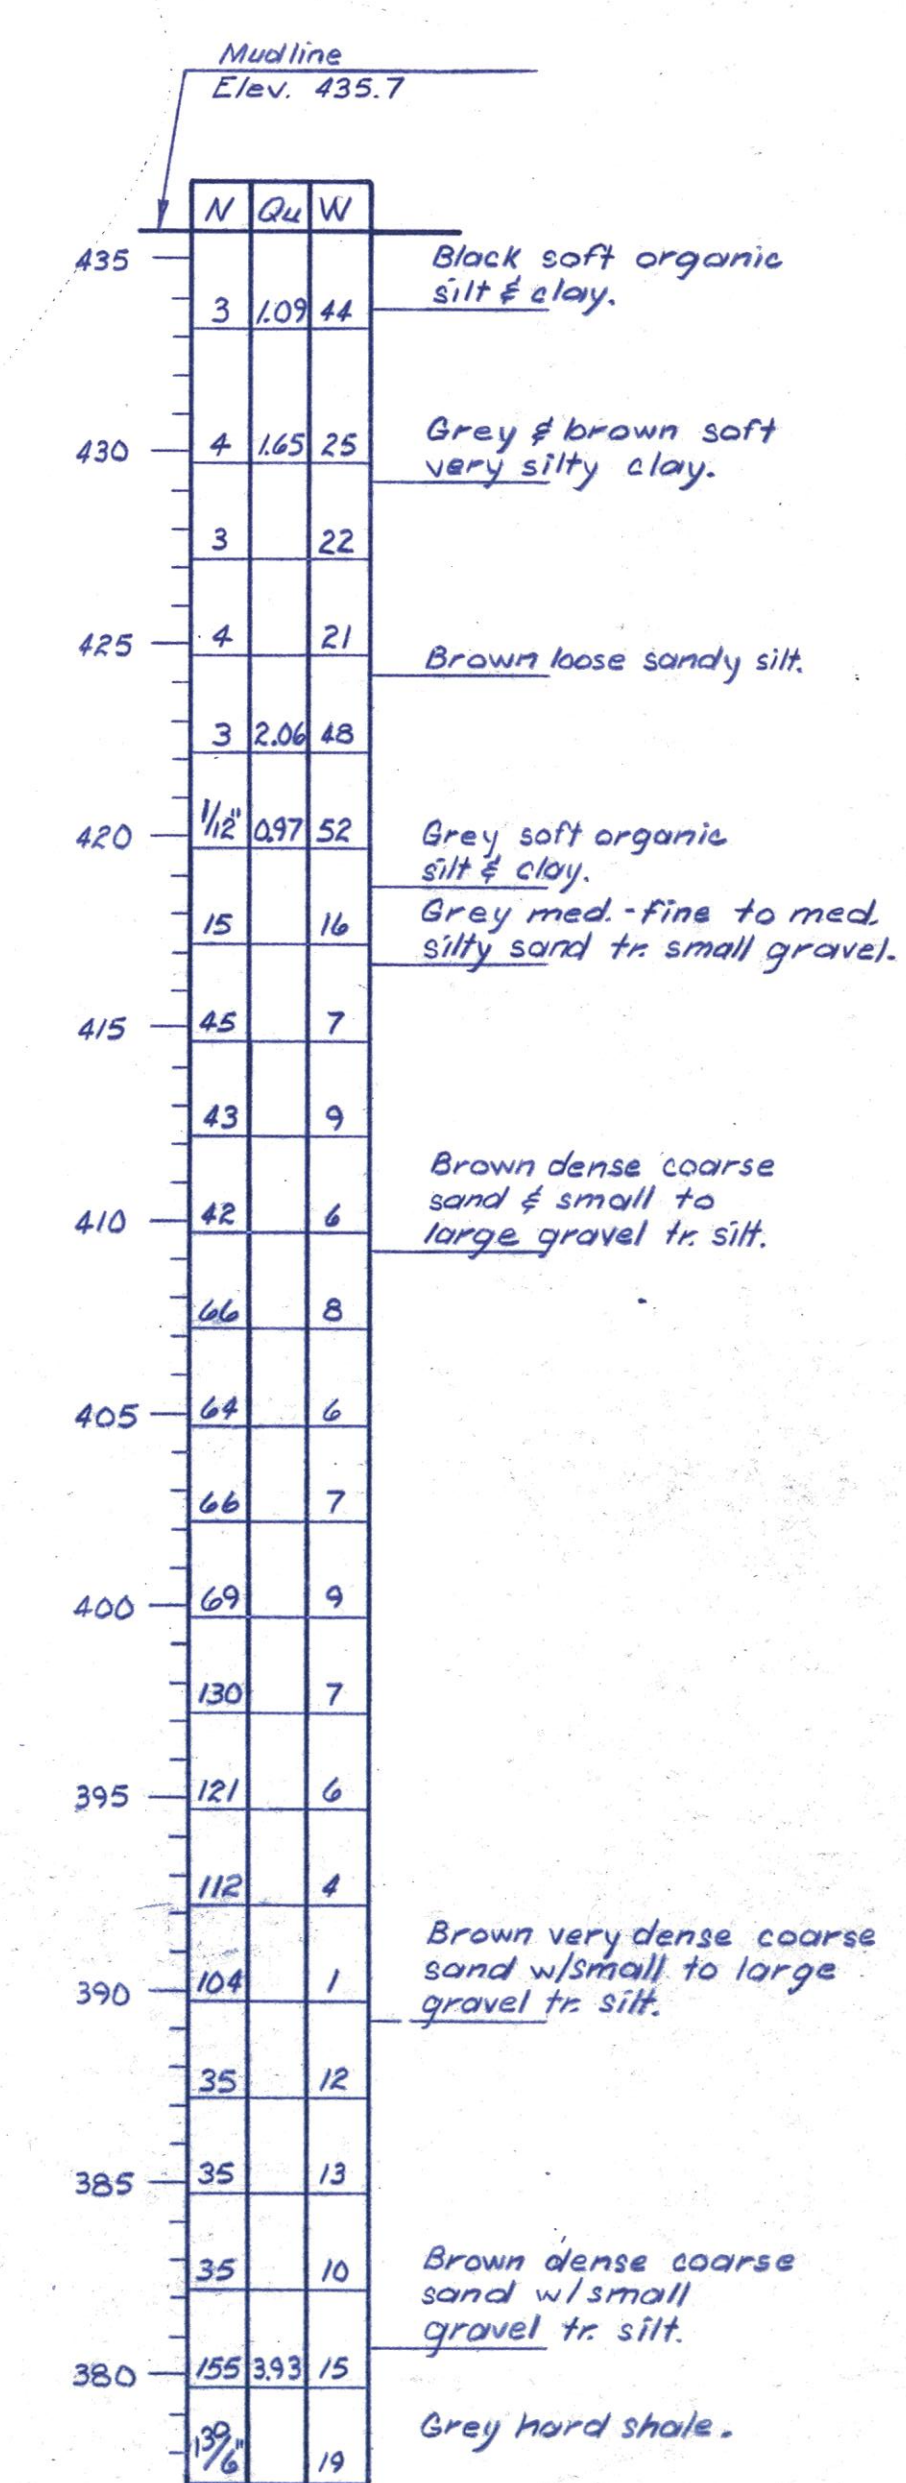 Mudline
Elev. 435.7
N Qu W
435
Black soft organic
silt & clay.
3 1.09 44
430
4 1.65 25
Grey & brown soft
very silty clay.
3 22
425
4 21
Brown loose sandy silt.
3 2.06 48
420
1/12" 0.97 52
Grey soft organic
silt & clay.
15 16
Grey med.-fine to med.
silty sand tr. small gravel.
415
45 7
43 9
410
42 6
Brown dense coarse
sand & small to
large gravel tr. silt.
66 8
405
64 6
66 7
400
69 9
130 7
395
121 6
112 4
390
104 1
Brown very dense coarse
sand w/small to large
gravel tr. silt.
35 12
385
35 13
35 10
Brown dense coarse
sand w/small
gravel tr. silt.
380
155 3.93 15
139/6" 19
Grey hard shale.